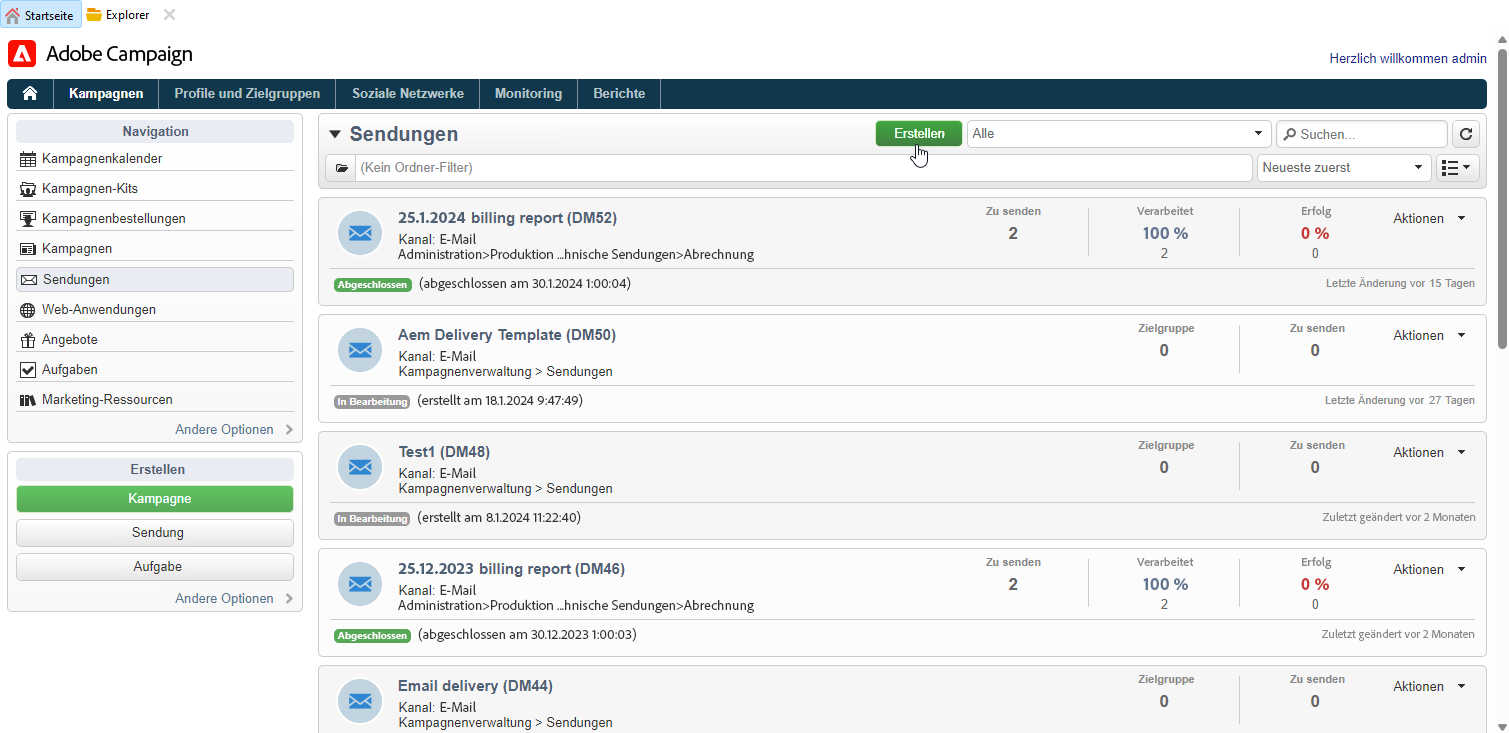 Startseite
Explorer
Adobe Campaign
Herzlich willkommen admin
Kampagnen
Profile und Zielgruppen
Soziale Netzwerke
Monitoring
Berichte
Navigation
Kampagnenkalender
Kampagnen-Kits
Kampagnenbestellungen
Kampagnen
Sendungen
Web-Anwendungen
Angebote
Aufgaben
Marketing-Ressourcen
Andere Optionen
Erstellen
Kampagne
Sendung
Aufgabe
Andere Optionen
Sendungen
Erstellen
Alle
Suchen...
(Kein Ordner-Filter)
Neueste zuerst
25.1.2024 billing report (DM52)
Kanal: E-Mail
Administration>Produktion ...hnische Sendungen>Abrechnung
Zu senden
2
Verarbeitet
100 %
2
Erfolg
0 %
0
Aktionen
Abgeschlossen (abgeschlossen am 30.1.2024 1:00:04)
Letzte Änderung vor 15 Tagen
Aem Delivery Template (DM50)
Kanal: E-Mail
Kampagnenverwaltung > Sendungen
Zielgruppe
0
Zu senden
0
Aktionen
In Bearbeitung (erstellt am 18.1.2024 9:47:49)
Letzte Änderung vor 27 Tagen
Test1 (DM48)
Kanal: E-Mail
Kampagnenverwaltung > Sendungen
Zielgruppe
0
Zu senden
0
Aktionen
In Bearbeitung (erstellt am 8.1.2024 11:22:40)
Zuletzt geändert vor 2 Monaten
25.12.2023 billing report (DM46)
Kanal: E-Mail
Administration>Produktion ...hnische Sendungen>Abrechnung
Zu senden
2
Verarbeitet
100 %
2
Erfolg
0 %
0
Aktionen
Abgeschlossen (abgeschlossen am 30.12.2023 1:00:03)
Zuletzt geändert vor 2 Monaten
Email delivery (DM44)
Kanal: E-Mail
Kampagnenverwaltung > Sendungen
Zielgruppe
0
Zu senden
0
Aktionen